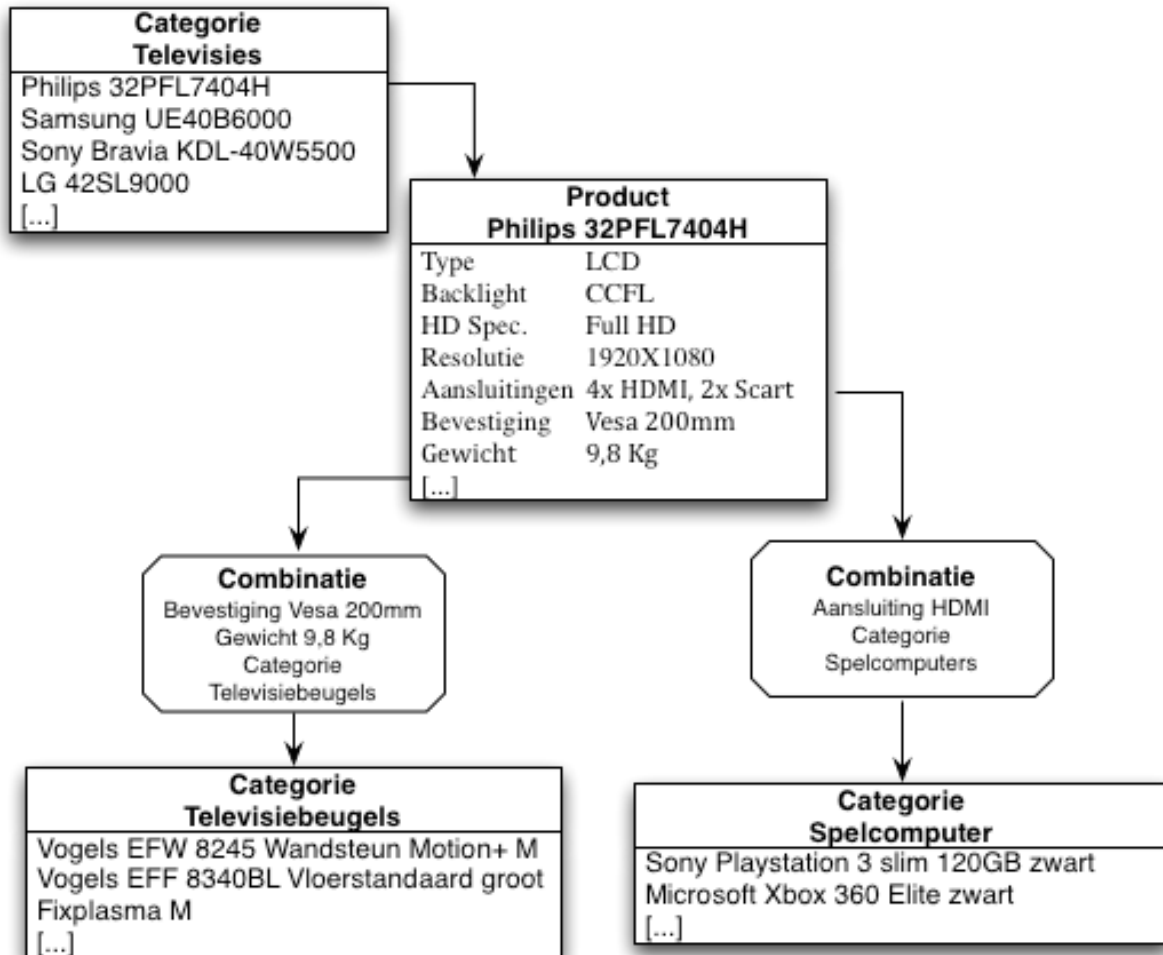 Categorie
Televisies
Philips 32PFL7404H
Samsung UE40B6000
Sony Bravia KDL-40W5500
LG 42SL9000
[...]
Product
Philips 32PFL7404H
Type LCD
Backlight CCFL
HD Spec. Full HD
Resolutie 1920X1080
Aansluitingen 4x HDMI, 2x Scart
Bevestiging Vesa 200mm
Gewicht 9,8 Kg
[...]
Combinatie
Bevestiging Vesa 200mm
Gewicht 9,8 Kg
Categorie
Televisiebeugels
Combinatie
Aansluiting HDMI
Categorie
Spelcomputers
Categorie
Televisiebeugels
Vogels EFW 8245 Wandsteun Motion+ M
Vogels EFF 8340BL Vloerstandaard groot
Fixplasma M
[...]
Categorie
Spelcomputer
Sony Playstation 3 slim 120GB zwart
Microsoft Xbox 360 Elite zwart
[...]